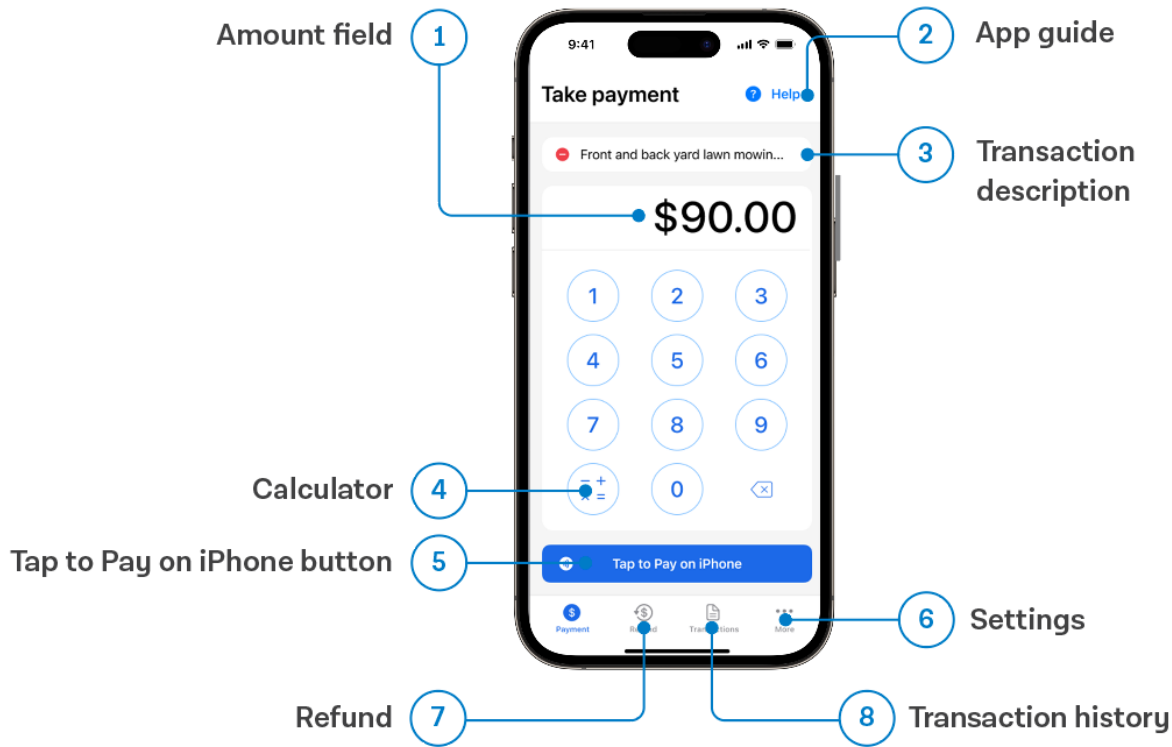 Amount field
1
2
App guide
9:41
Take payment
? Help
Front and back yard lawn mowin...
3
Transaction
description
$90.00
1 2 3
4 5 6
7 8 9
− + × =
0
Calculator
4
Tap to Pay on iPhone button
5
Tap to Pay on iPhone
$ Payment
$ Refund
Transactions
More
6
Settings
Refund
7
8
Transaction history